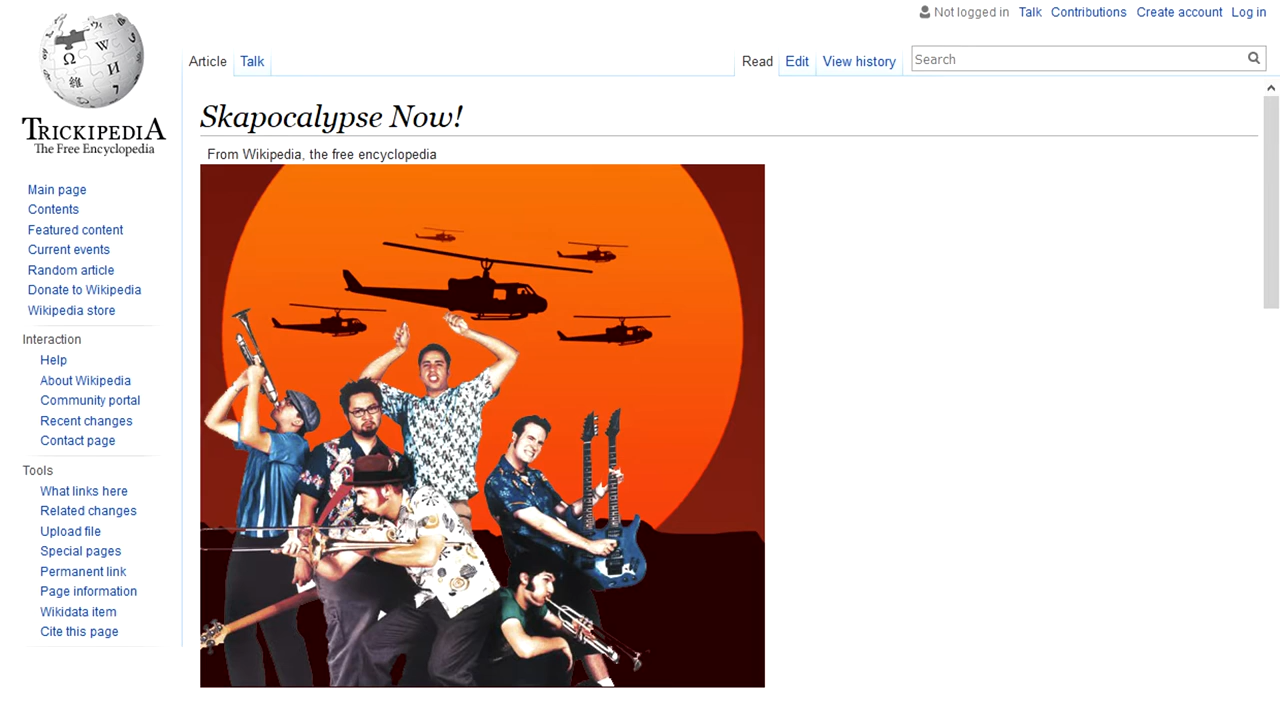 Not logged in Talk Contributions Create account Log in
Article Talk Read Edit View history Search
TRICKIPEDIA
The Free Encyclopedia
Skapocalypse Now!
From Wikipedia, the free encyclopedia
Main page
Contents
Featured content
Current events
Random article
Donate to Wikipedia
Wikipedia store
Interaction
Help
About Wikipedia
Community portal
Recent changes
Contact page
Tools
What links here
Related changes
Upload file
Special pages
Permanent link
Page information
Wikidata item
Cite this page